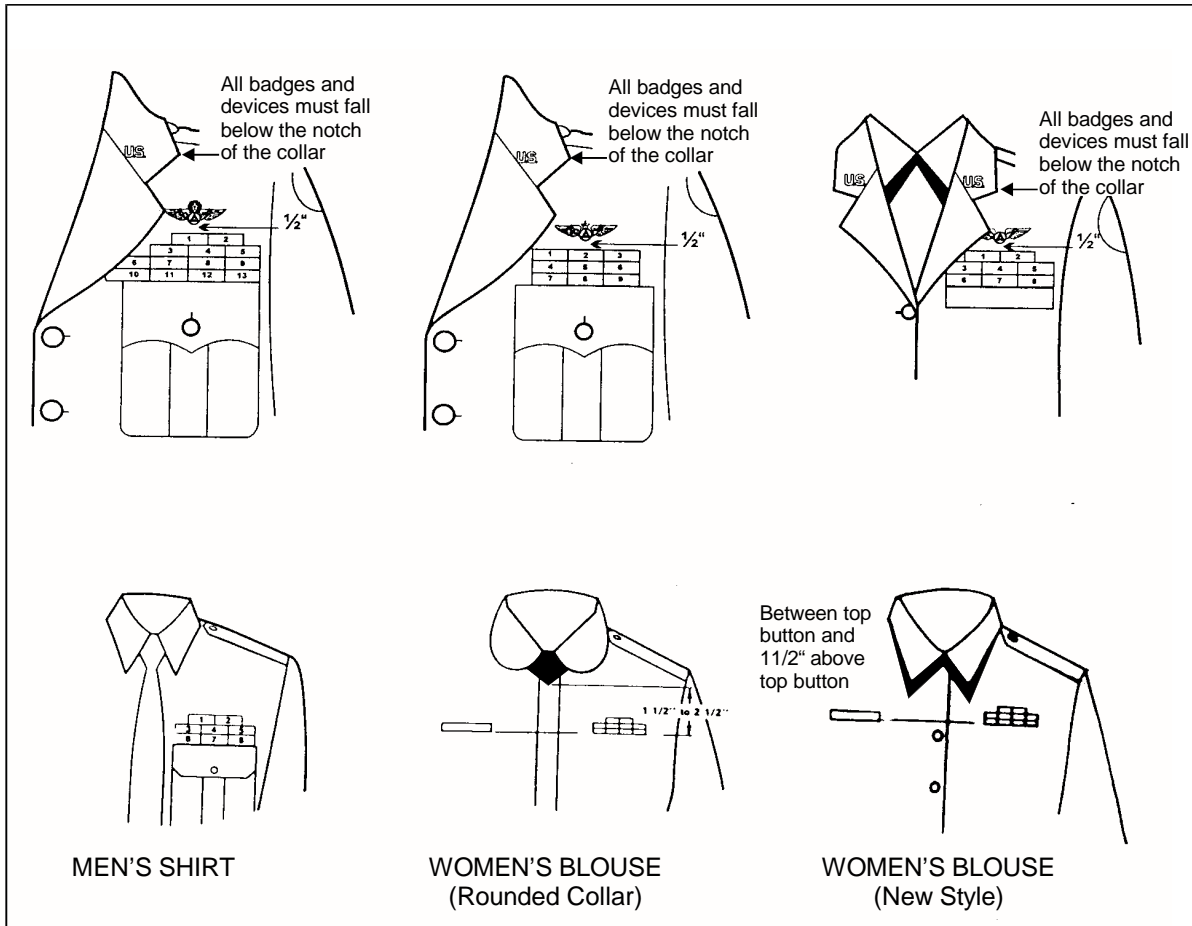 All badges and
devices must fall
below the notch
of the collar
U.S.
½"
1 2
3 4 5
6 7 8 9
10 11 12 13
All badges and
devices must fall
below the notch
of the collar
U.S.
½"
1 2 3
4 5 6
7 8 9
All badges and
devices must fall
below the notch
of the collar
U.S. U.S.
½"
1 2
3 4 5
6 7 8
1 2
3 4 5
6 7 8
MEN'S SHIRT
1 1/2" to 2 1/2"
WOMEN'S BLOUSE
(Rounded Collar)
Between top
button and
11/2" above
top button
WOMEN'S BLOUSE
(New Style)